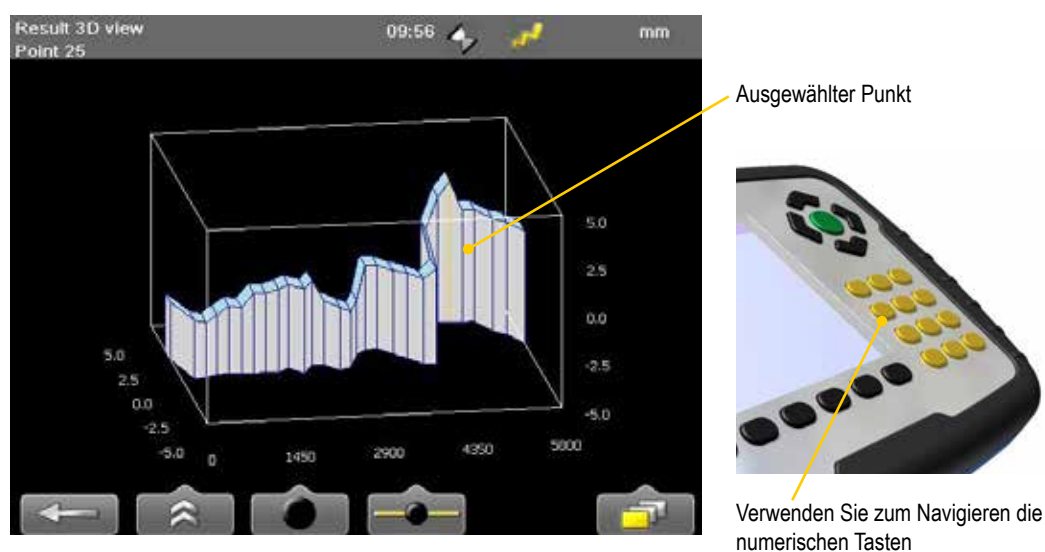 Result 3D view
Point 25
09:56
mm
Ausgewählter Punkt
5.0
2.5
0.0
-2.5
-5.0
5.0
2.5
0.0
-2.5
-5.0
0
1450
2900
4350
5800
Verwenden Sie zum Navigieren die
numerischen Tasten